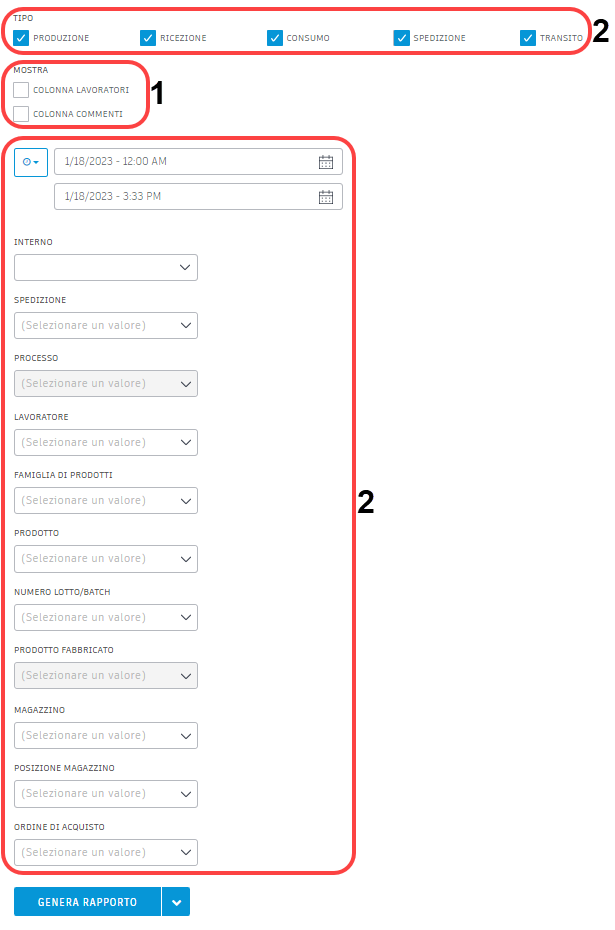 TIPO
PRODUZIONE RICEZIONE CONSUMO SPEDIZIONE TRANSITO 2
MOSTRA
COLONNA LAVORATORI 1
COLONNA COMMENTI
1/18/2023 - 12:00 AM
1/18/2023 - 3:33 PM
INTERNO
SPEDIZIONE
(Selezionare un valore)
PROCESSO
(Selezionare un valore)
LAVORATORE
(Selezionare un valore)
FAMIGLIA DI PRODOTTI
(Selezionare un valore) 2
PRODOTTO
(Selezionare un valore)
NUMERO LOTTO/BATCH
(Selezionare un valore)
PRODOTTO FABBRICATO
(Selezionare un valore)
MAGAZZINO
(Selezionare un valore)
POSIZIONE MAGAZZINO
(Selezionare un valore)
ORDINE DI ACQUISTO
(Selezionare un valore)
GENERA RAPPORTO